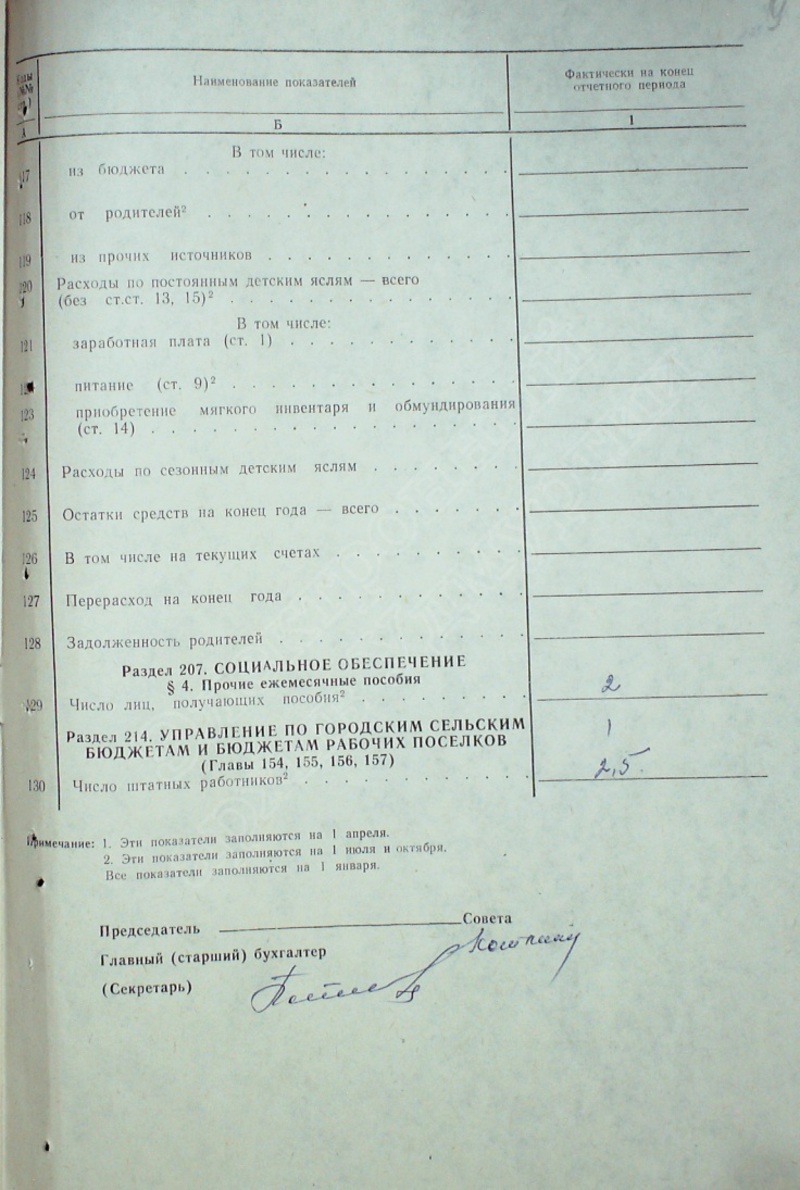 Наименование показателей
Фактически на конец
отчетного периода
А
Б
1
В том числе:
117 из бюджета
118 от родителей²
119 из прочих источников
120 Расходы по постоянным детским яслям — всего
(без ст.ст. 13, 15)²
В том числе:
121 заработная плата (ст. 1)
питание (ст. 9)²
123 приобретение мягкого инвентаря и обмундирования
(ст. 14)
124 Расходы по сезонным детским яслям
125 Остатки средств на конец года — всего
126 В том числе на текущих счетах
127 Перерасход на конец года
128 Задолженность родителей
Раздел 207. СОЦИАЛЬНОЕ ОБЕСПЕЧЕНИЕ
§ 4. Прочие ежемесячные пособия
129 Число лиц, получающих пособия² 2
Раздел 214. УПРАВЛЕНИЕ ПО ГОРОДСКИМ СЕЛЬСКИМ
БЮДЖЕТАМ И БЮДЖЕТАМ РАБОЧИХ ПОСЕЛКОВ 1
(Главы 154, 155, 156, 157)
130 Число штатных работников² 2,5
Примечание: 1. Эти показатели заполняются на 1 апреля.
2. Эти показатели заполняются на 1 июля и октября.
Все показатели заполняются на 1 января.
Председатель Совета
Главный (старший) бухгалтер
(Секретарь)